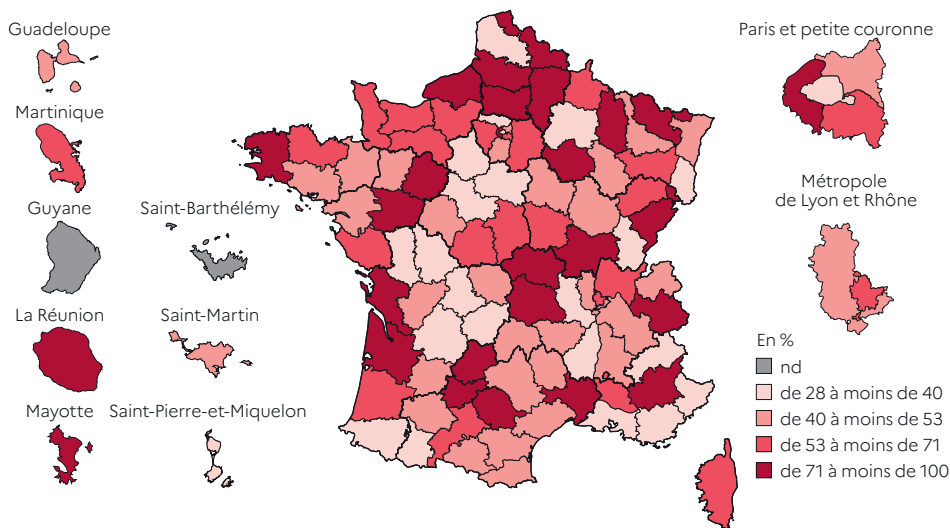 Guadeloupe
Martinique
Guyane
Saint-Barthélémy
La Réunion
Saint-Martin
Mayotte
Saint-Pierre-et-Miquelon
Paris et petite couronne
Métropole
de Lyon et Rhône
En %
nd
de 28 à moins de 40
de 40 à moins de 53
de 53 à moins de 71
de 71 à moins de 100